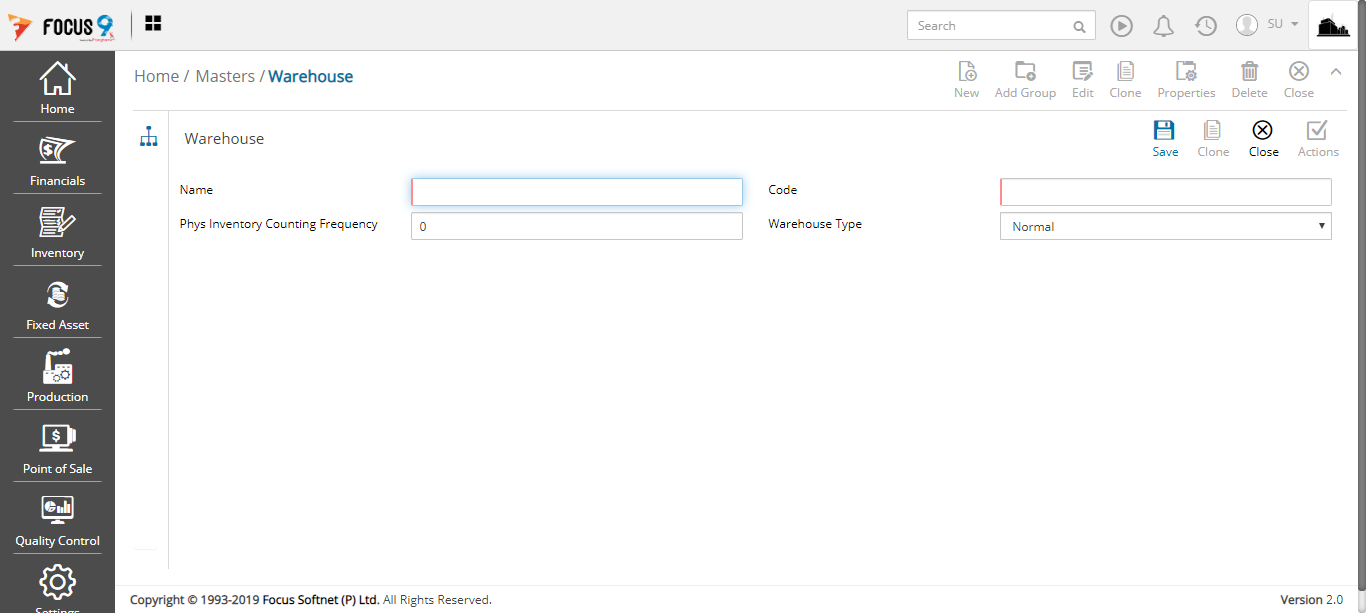 FOCUS 9
Search
SU
Home
Financials
Inventory
Fixed Asset
Production
Point of Sale
Quality Control
Settings
Home / Masters / Warehouse
New
Add Group
Edit
Clone
Properties
Delete
Close
Warehouse
Save
Clone
Close
Actions
Name
Code
Phys Inventory Counting Frequency
0
Warehouse Type
Normal
Copyright © 1993-2019 Focus Softnet (P) Ltd. All Rights Reserved.
Version 2.0